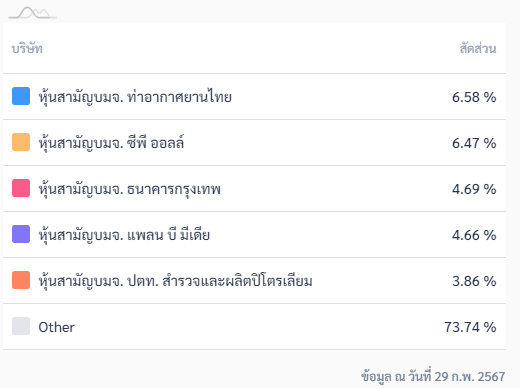 บริษัท สัดส่วน
หุ้นสามัญบมจ. ท่าอากาศยานไทย 6.58 %
หุ้นสามัญบมจ. ซีพี ออลล์ 6.47 %
หุ้นสามัญบมจ. ธนาคารกรุงเทพ 4.69 %
หุ้นสามัญบมจ. แพลน บี มีเดีย 4.66 %
หุ้นสามัญบมจ. ปตท. สำรวจและผลิตปิโตรเลียม 3.86 %
Other 73.74 %
ข้อมูล ณ วันที่ 29 ก.พ. 2567